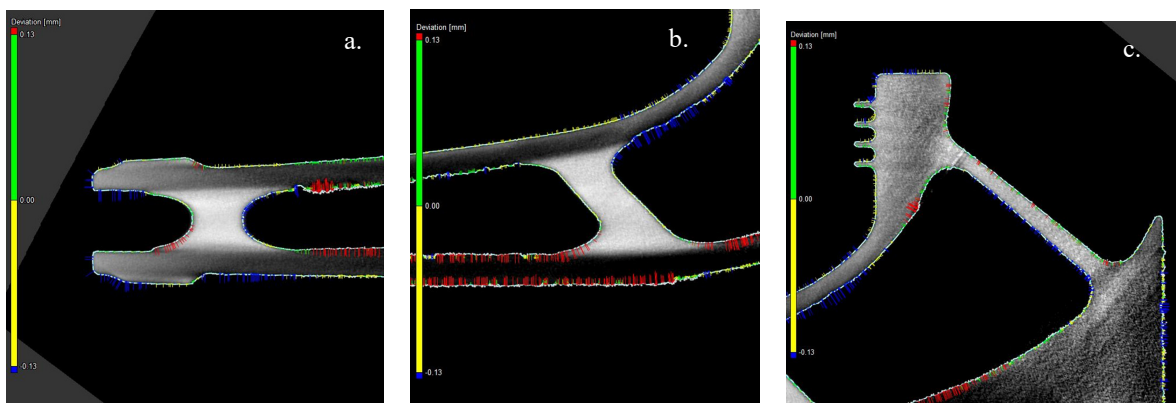 Deviation [mm]
0.13
0.00
-0.13
a.
Deviation [mm]
0.13
0.00
-0.13
b.
Deviation [mm]
0.13
0.00
-0.13
c.